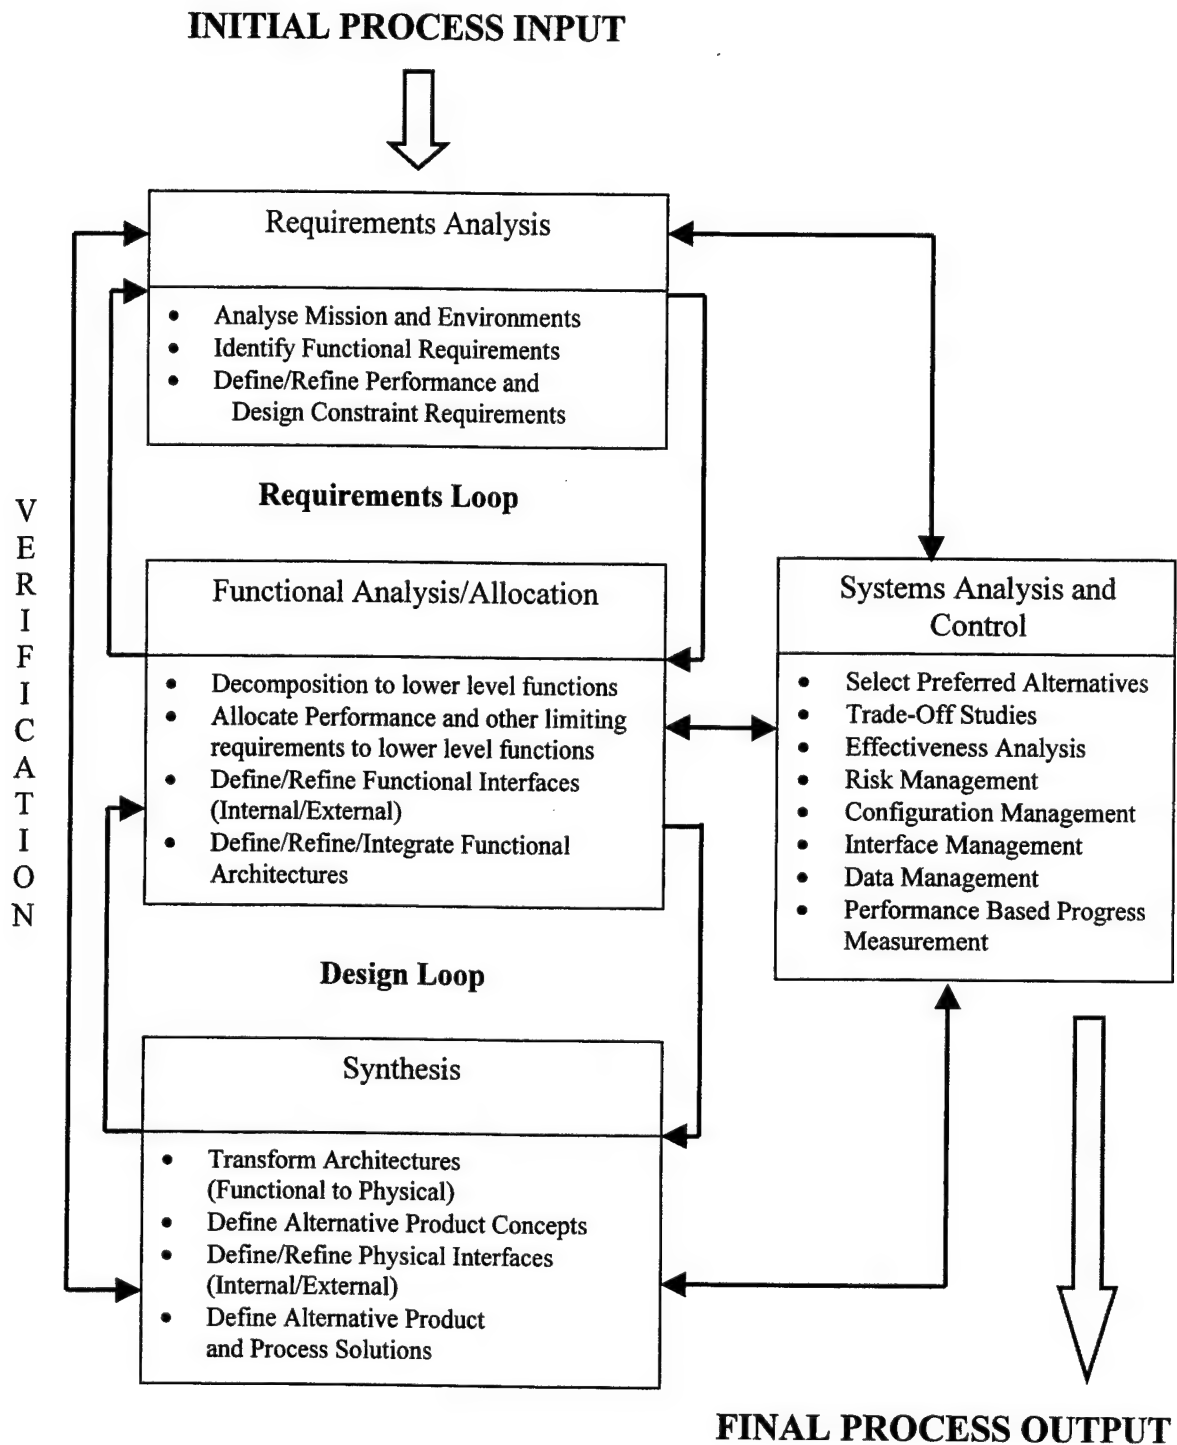 INITIAL PROCESS INPUT
Requirements Analysis
• Analyse Mission and Environments
• Identify Functional Requirements
• Define/Refine Performance and
Design Constraint Requirements
Requirements Loop
VERIFICATION
Functional Analysis/Allocation
• Decomposition to lower level functions
• Allocate Performance and other limiting
requirements to lower level functions
• Define/Refine Functional Interfaces
(Internal/External)
• Define/Refine/Integrate Functional
Architectures
Systems Analysis and
Control
• Select Preferred Alternatives
• Trade-Off Studies
• Effectiveness Analysis
• Risk Management
• Configuration Management
• Interface Management
• Data Management
• Performance Based Progress
Measurement
Design Loop
Synthesis
• Transform Architectures
(Functional to Physical)
• Define Alternative Product Concepts
• Define/Refine Physical Interfaces
(Internal/External)
• Define Alternative Product
and Process Solutions
FINAL PROCESS OUTPUT